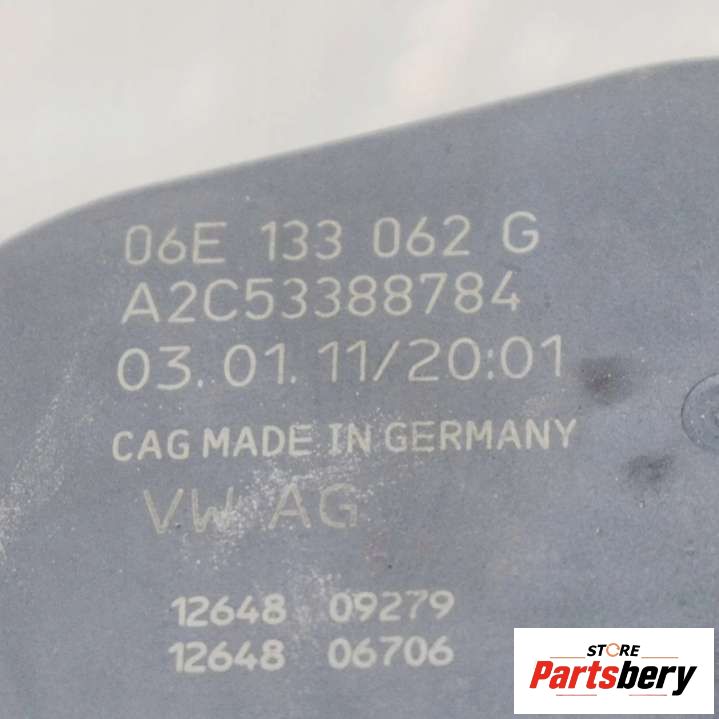 06E 133 062 G
A2C53388784
03.01.11/20:01
CAG MADE IN GERMANY
VW AG
12648 09279
12648 06706
STORE
Partsbery